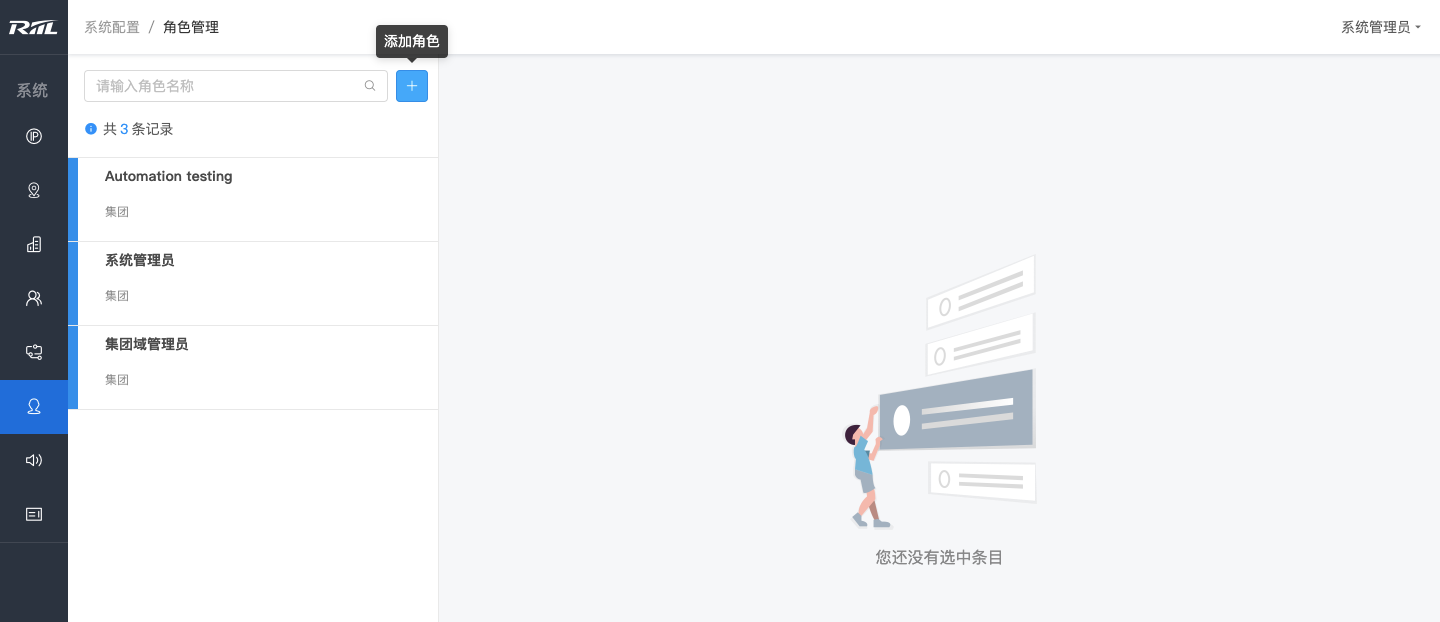 RIIL
系统配置 / 角色管理
系统管理员
添加角色
系统
请输入角色名称
共 3 条记录
Automation testing
集团
系统管理员
集团
集团域管理员
集团
您还没有选中条目